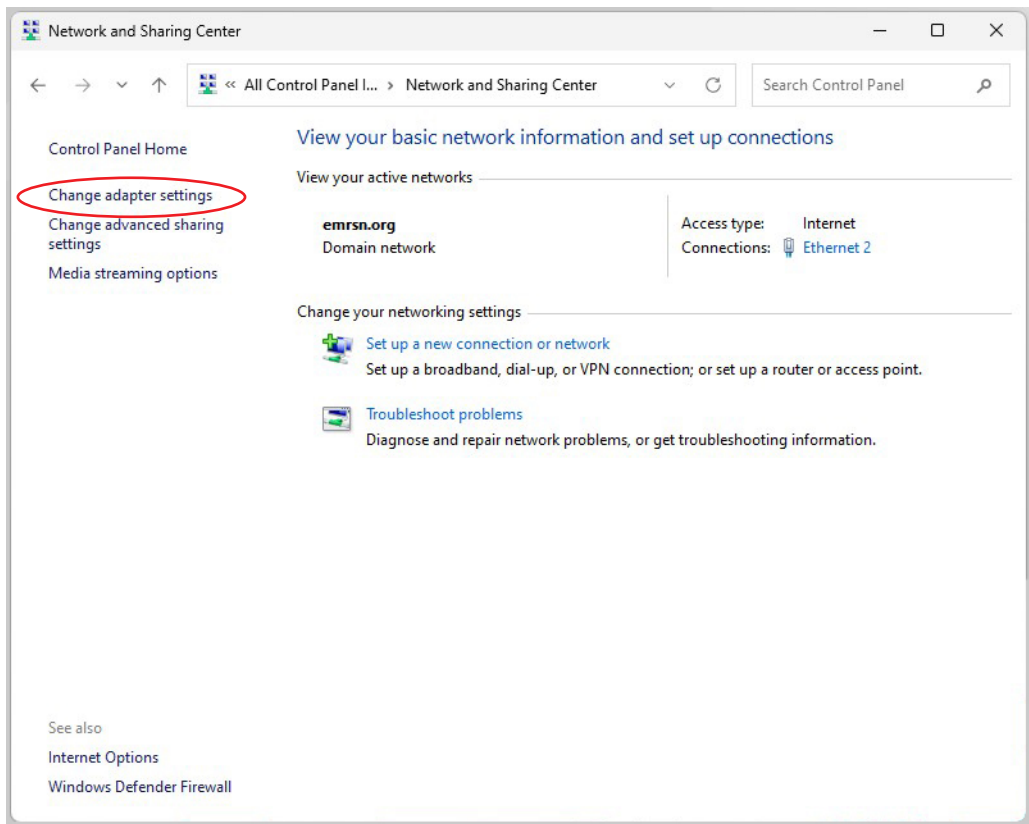 Network and Sharing Center
« All Control Panel I... › Network and Sharing Center
Search Control Panel
Control Panel Home
Change adapter settings
Change advanced sharing
settings
Media streaming options
View your basic network information and set up connections
View your active networks
emrsn.org
Domain network
Access type: Internet
Connections: Ethernet 2
Change your networking settings
Set up a new connection or network
Set up a broadband, dial-up, or VPN connection; or set up a router or access point.
Troubleshoot problems
Diagnose and repair network problems, or get troubleshooting information.
See also
Internet Options
Windows Defender Firewall